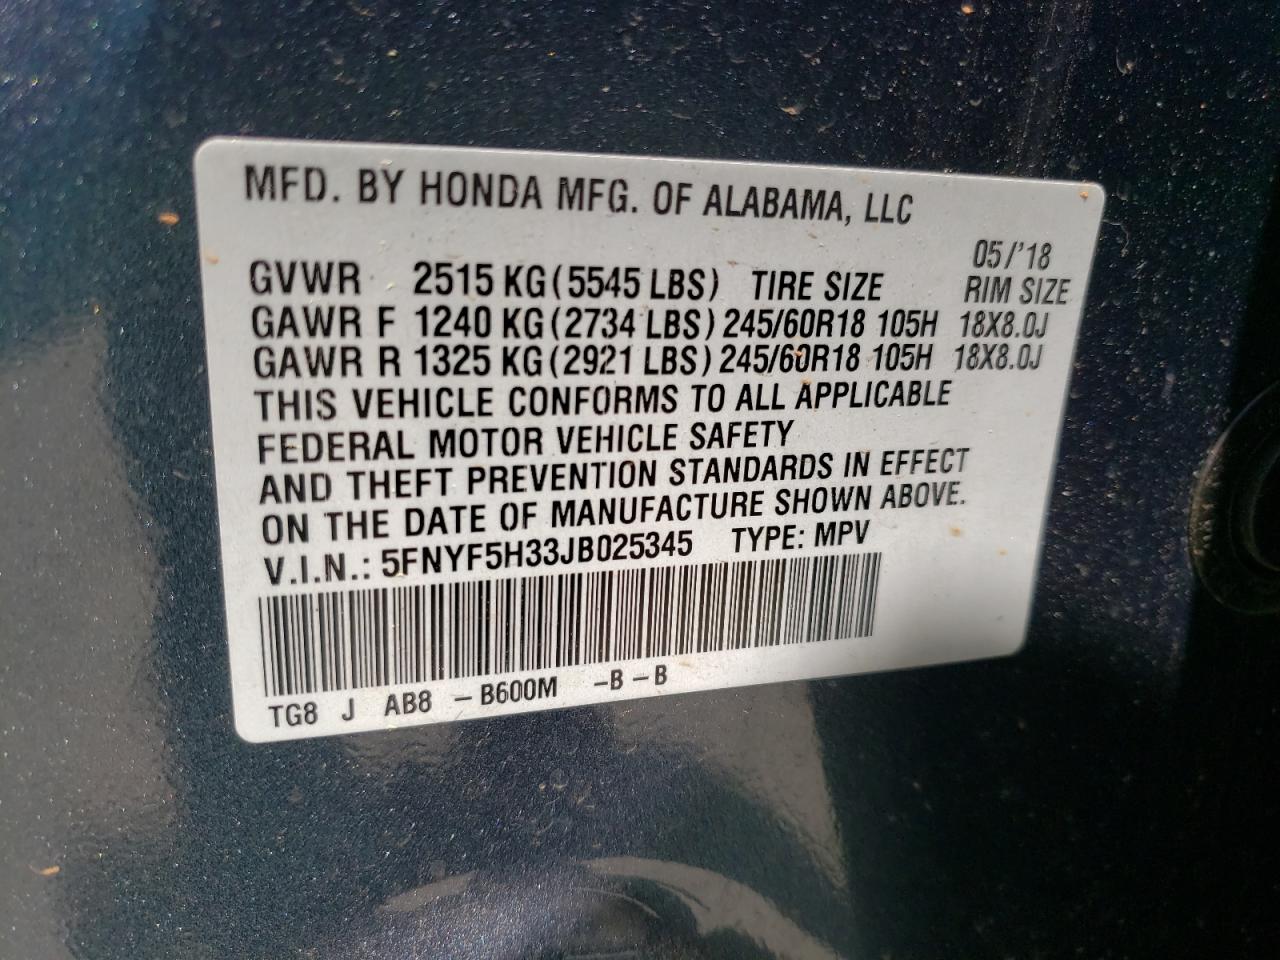 MFD. BY HONDA MFG. OF ALABAMA, LLC
05/'18
GVWR 2515 KG (5545 LBS) TIRE SIZE RIM SIZE
GAWR F 1240 KG (2734 LBS) 245/60R18 105H 18X8.0J
GAWR R 1325 KG (2921 LBS) 245/60R18 105H 18X8.0J
THIS VEHICLE CONFORMS TO ALL APPLICABLE
FEDERAL MOTOR VEHICLE SAFETY
AND THEFT PREVENTION STANDARDS IN EFFECT
ON THE DATE OF MANUFACTURE SHOWN ABOVE.
V.I.N.: 5FNYF5H33JB025345 TYPE: MPV
TG8 J AB8 – B600M –B – B